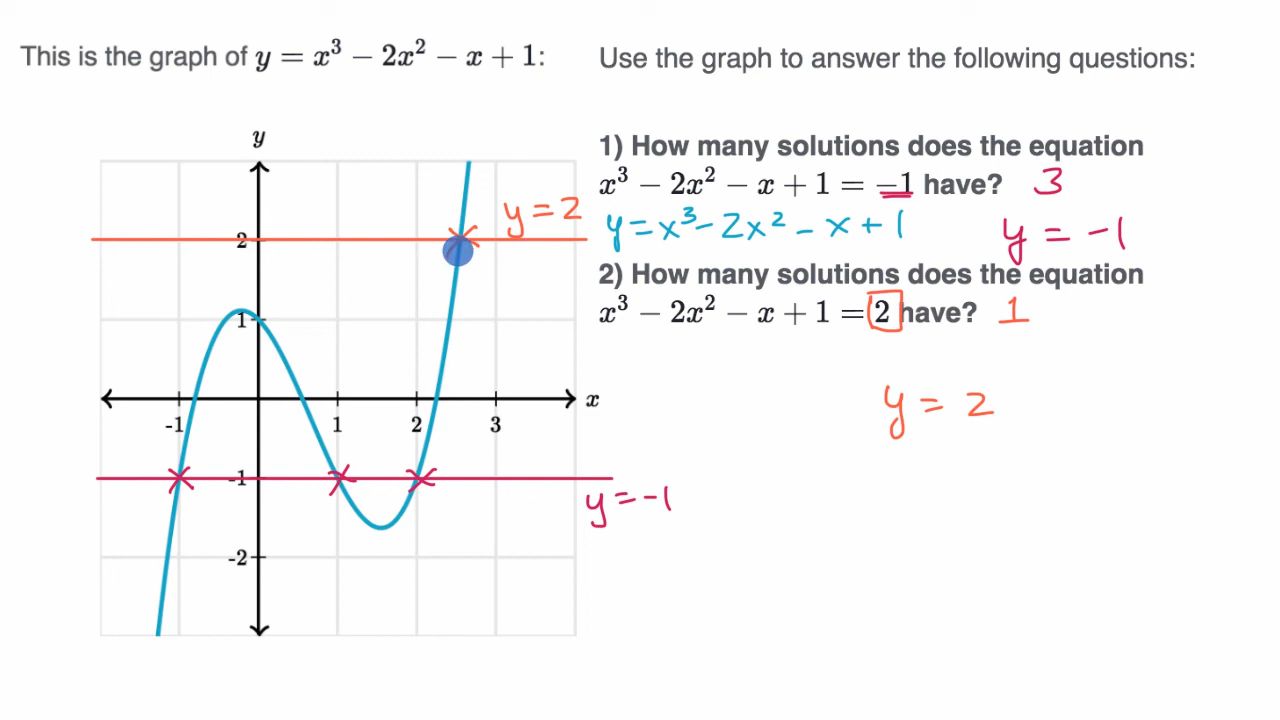 This is the graph of y = x³ − 2x² − x + 1:
Use the graph to answer the following questions:
1) How many solutions does the equation
x³ − 2x² − x + 1 = −1 have? 3
y = x³ − 2x² − x + 1
y = −1
2) How many solutions does the equation
x³ − 2x² − x + 1 = 2 have? 1
y = 2
y
y = 2
2
1
x
-1
1
2
3
-1
y = −1
-2